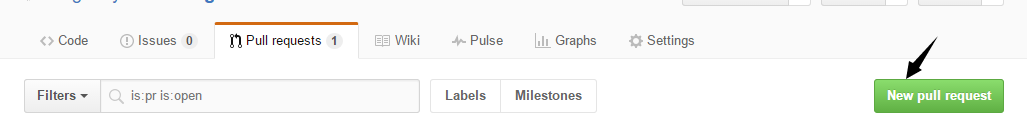 Code Issues 0 Pull requests 1 Wiki Pulse Graphs Settings
Filters is:pr is:open Labels Milestones New pull request